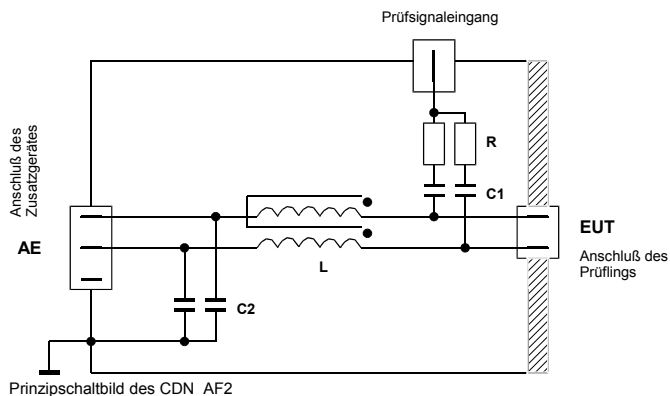 Prüfsignaleingang
Anschluß des
Zusatzgerätes
R
C1
AE
EUT
Anschluß des
Prüflings
L
C2
Prinzipschaltbild des CDN AF2